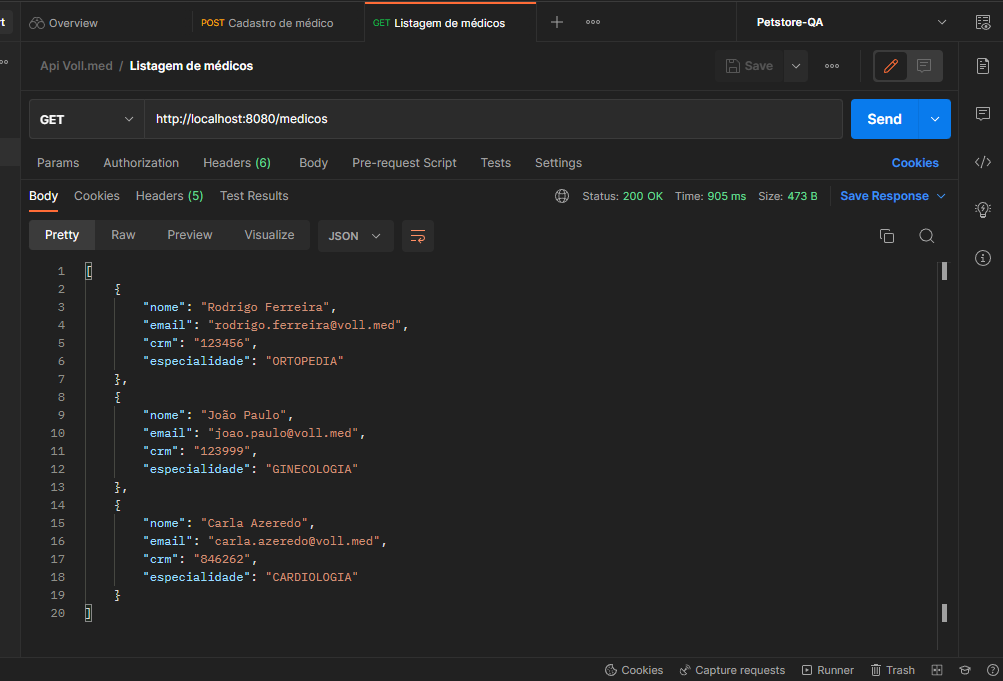 rt Overview POST Cadastro de médico GET Listagem de médicos Petstore-QA
Api Voll.med / Listagem de médicos Save
GET http://localhost:8080/medicos Send
Params Authorization Headers (6) Body Pre-request Script Tests Settings Cookies
Body Cookies Headers (5) Test Results Status: 200 OK Time: 905 ms Size: 473 B Save Response
Pretty Raw Preview Visualize JSON
1 [
2 {
3 "nome": "Rodrigo Ferreira",
4 "email": "rodrigo.ferreira@voll.med",
5 "crm": "123456",
6 "especialidade": "ORTOPEDIA"
7 },
8 {
9 "nome": "João Paulo",
10 "email": "joao.paulo@voll.med",
11 "crm": "123999",
12 "especialidade": "GINECOLOGIA"
13 },
14 {
15 "nome": "Carla Azeredo",
16 "email": "carla.azeredo@voll.med",
17 "crm": "846262",
18 "especialidade": "CARDIOLOGIA"
19 }
20 ]
Cookies Capture requests Runner Trash